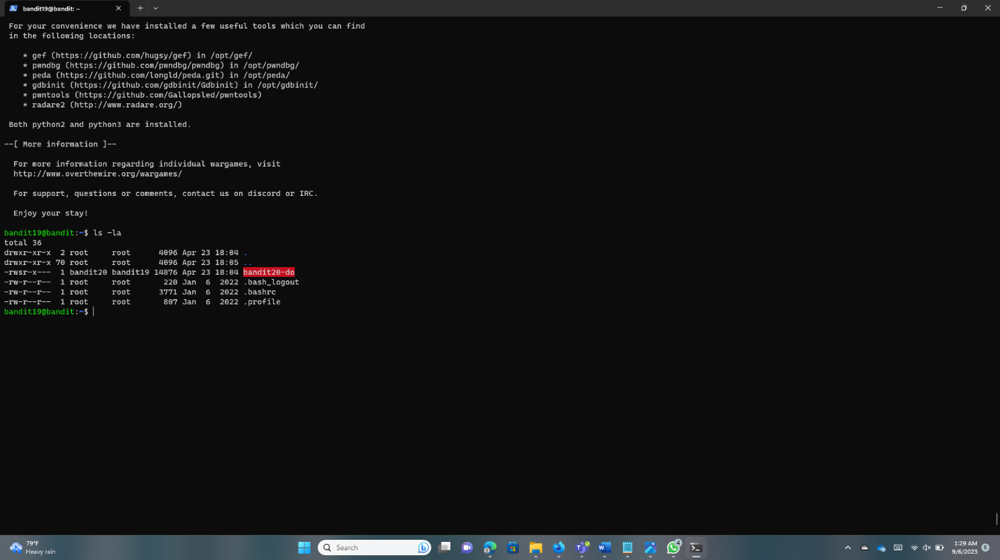 bandit19@bandit: ~
For your convenience we have installed a few useful tools which you can find
in the following locations:
* gef (https://github.com/hugsy/gef) in /opt/gef/
* pwndbg (https://github.com/pwndbg/pwndbg) in /opt/pwndbg/
* peda (https://github.com/longld/peda.git) in /opt/peda/
* gdbinit (https://github.com/gdbinit/Gdbinit) in /opt/gdbinit/
* pwntools (https://github.com/Gallopsled/pwntools)
* radare2 (http://www.radare.org/)
Both python2 and python3 are installed.
--[ More information ]--
For more information regarding individual wargames, visit
http://www.overthewire.org/wargames/
For support, questions or comments, contact us on discord or IRC.
Enjoy your stay!
bandit19@bandit:~$ ls -la
total 36
drwxr-xr-x  2 root     root      4096 Apr 23 18:04 .
drwxr-xr-x 70 root     root      4096 Apr 23 18:05 ..
-rwsr-x---  1 bandit20 bandit19 14876 Apr 23 18:04 bandit20-do
-rw-r--r--  1 root     root       220 Jan  6  2022 .bash_logout
-rw-r--r--  1 root     root      3771 Jan  6  2022 .bashrc
-rw-r--r--  1 root     root       807 Jan  6  2022 .profile
bandit19@bandit:~$
79°F
Heavy rain
Search
4
1:29 AM
9/6/2023
6